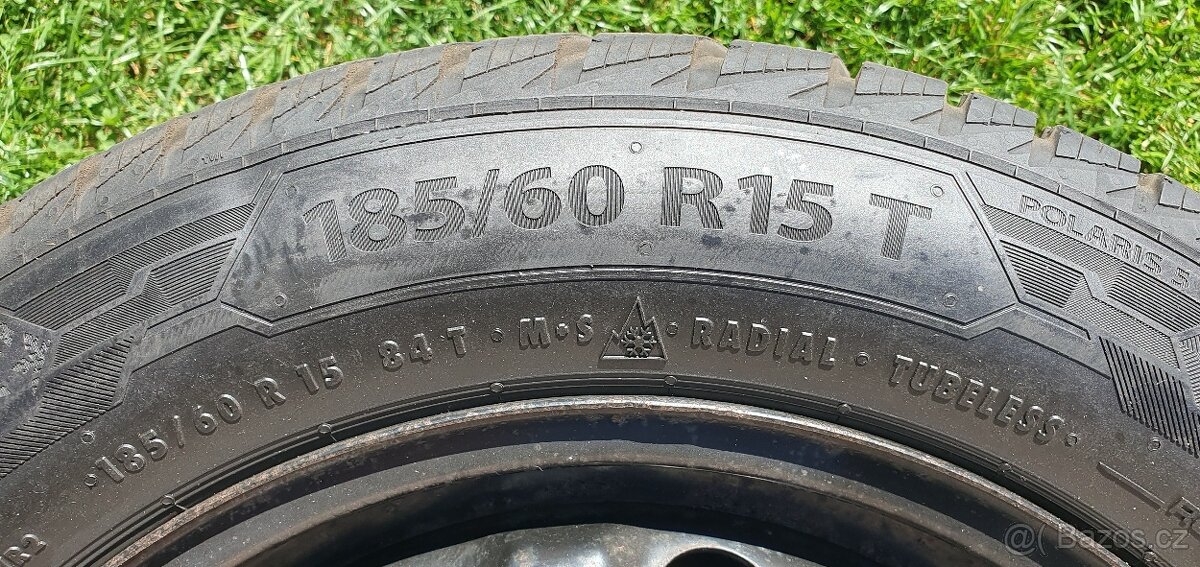 185/60 R15 T
POLARIS 5
185/60 R 15 84 T · M·S · RADIAL · TUBELESS
@( Bazos.cz